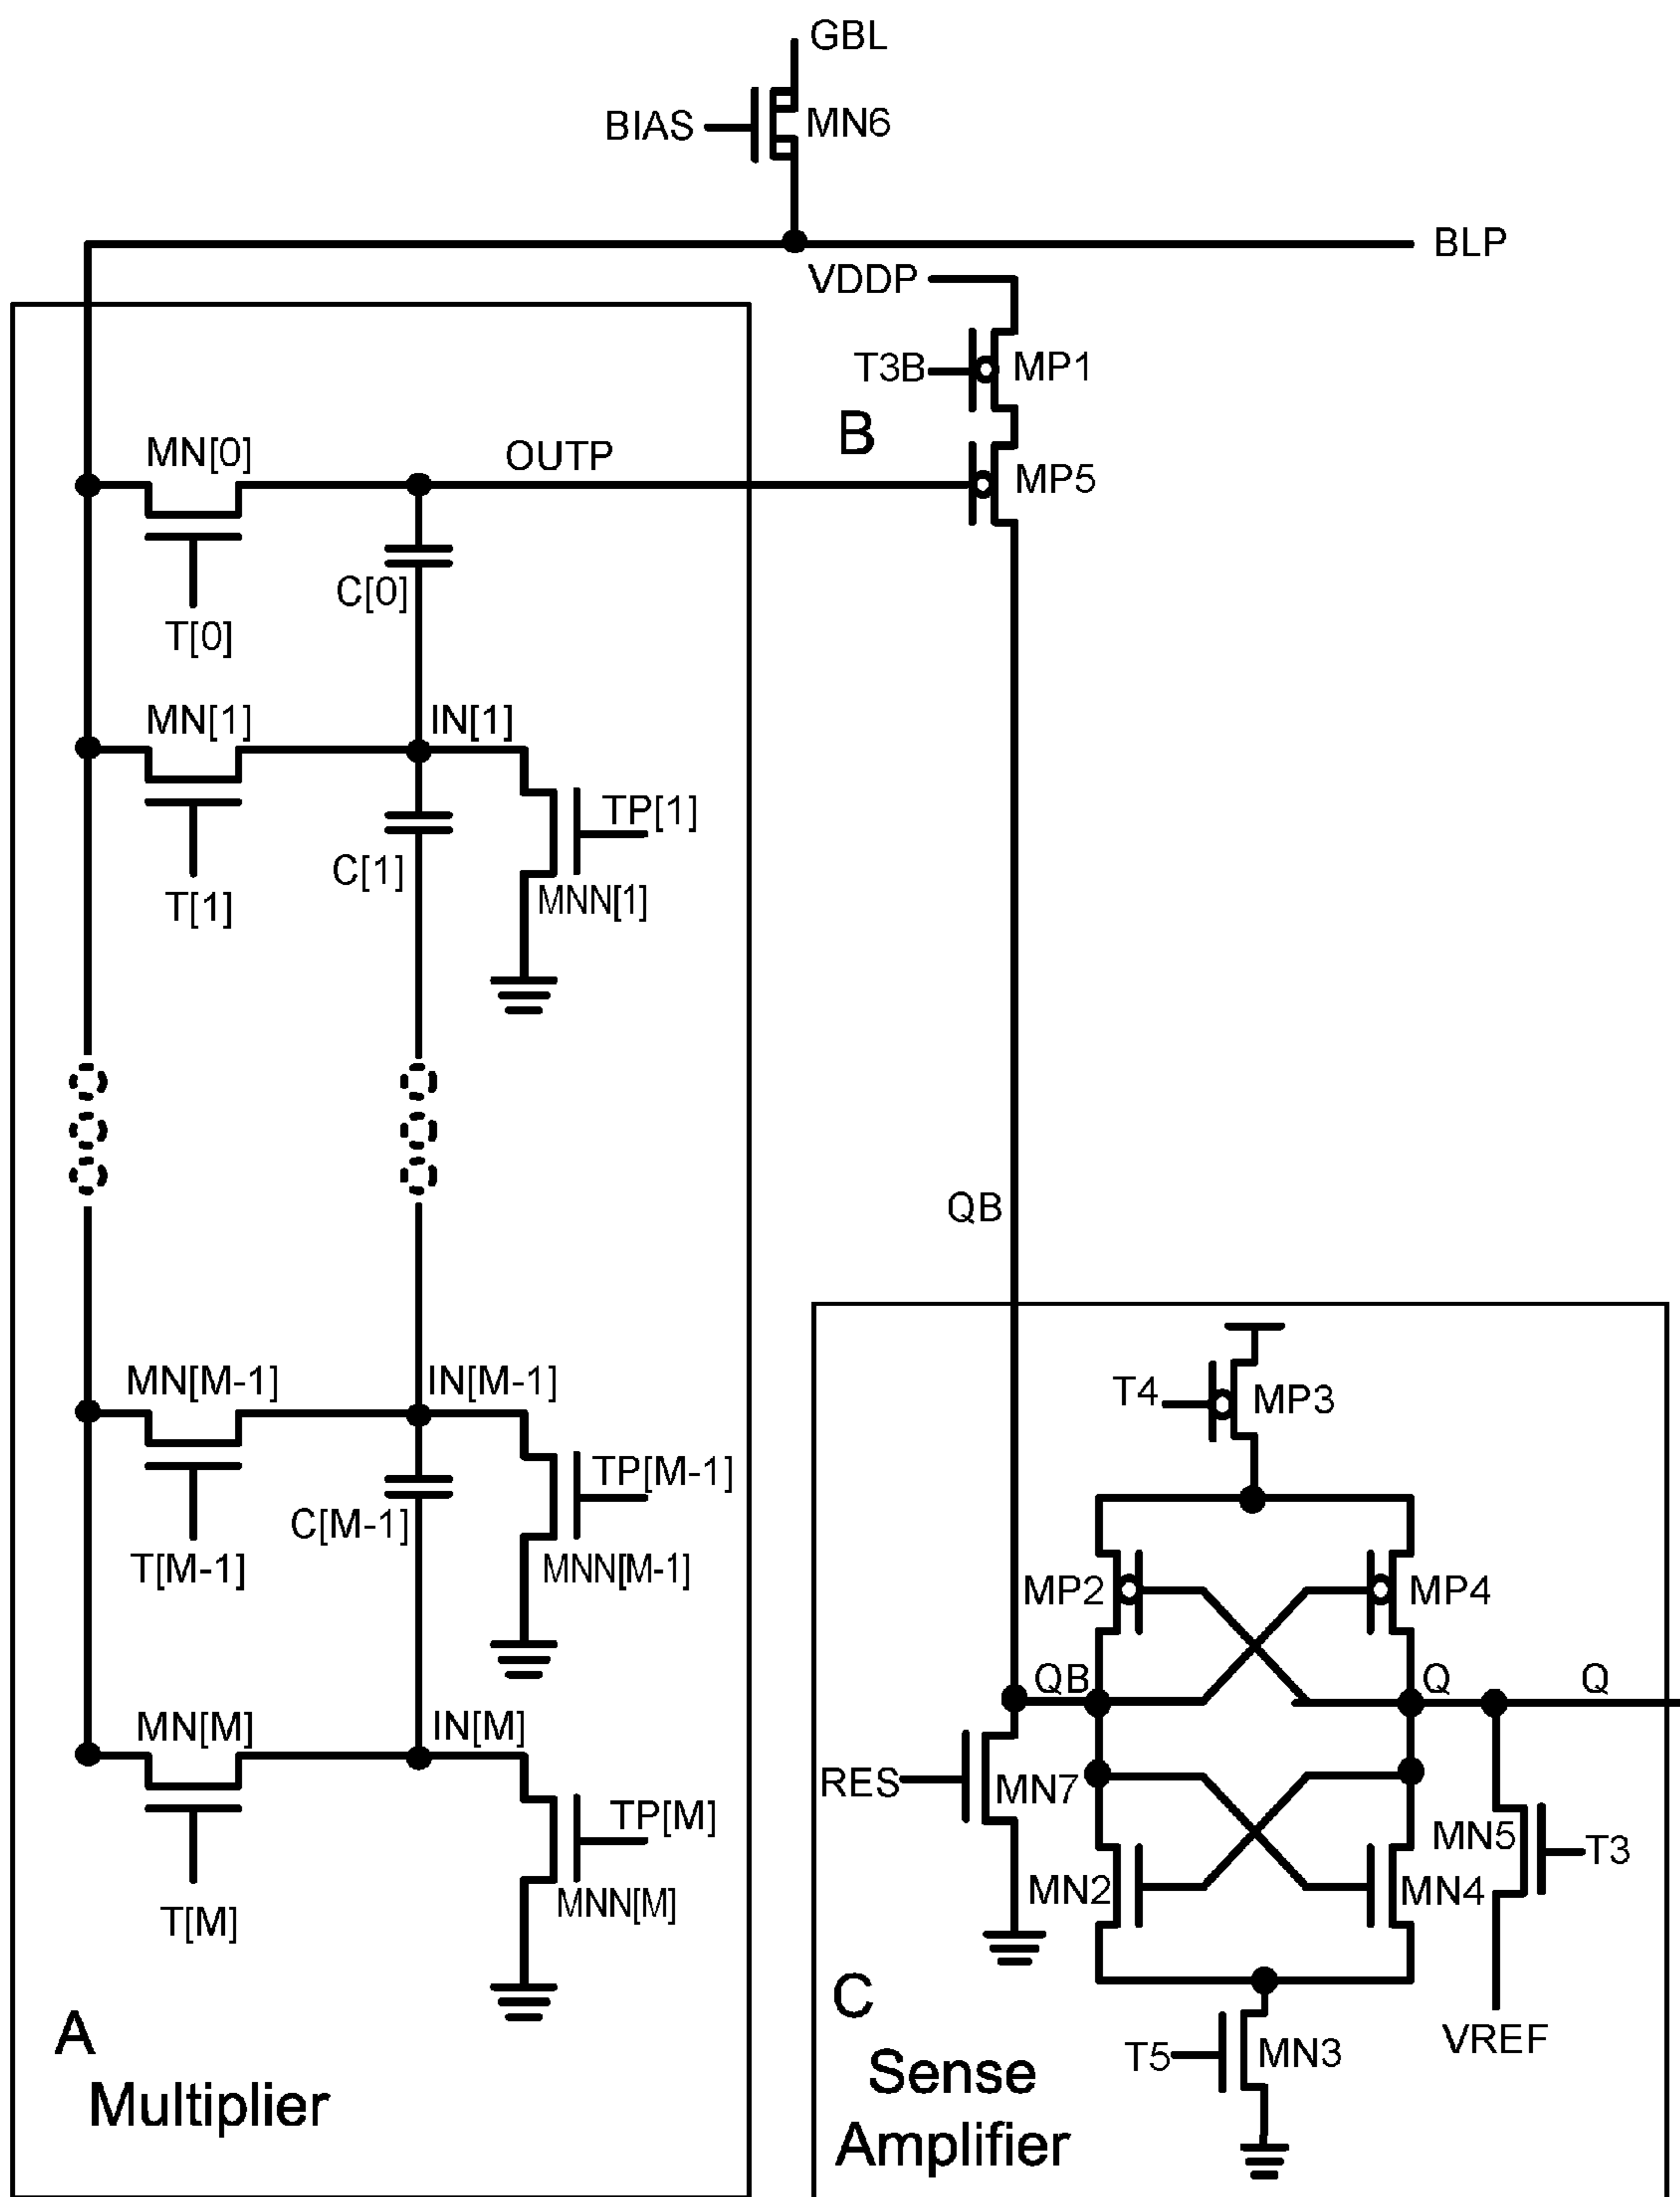 GBL
BIAS
MN6
BLP
VDDP
T3B
MP1
B
MN[0]
OUTP
MP5
C[0]
T[0]
MN[1]
IN[1]
TP[1]
C[1]
T[1]
MNN[1]
QB
MN[M-1]
IN[M-1]
T4
MP3
TP[M-1]
C[M-1]
T[M-1]
MNN[M-1]
MP2
MP4
QB
Q
Q
MN[M]
IN[M]
RES
MN7
TP[M]
MN5
T3
MN2
MN4
MNN[M]
T[M]
C
A
VREF
T5
MN3
Sense
Multiplier
Amplifier